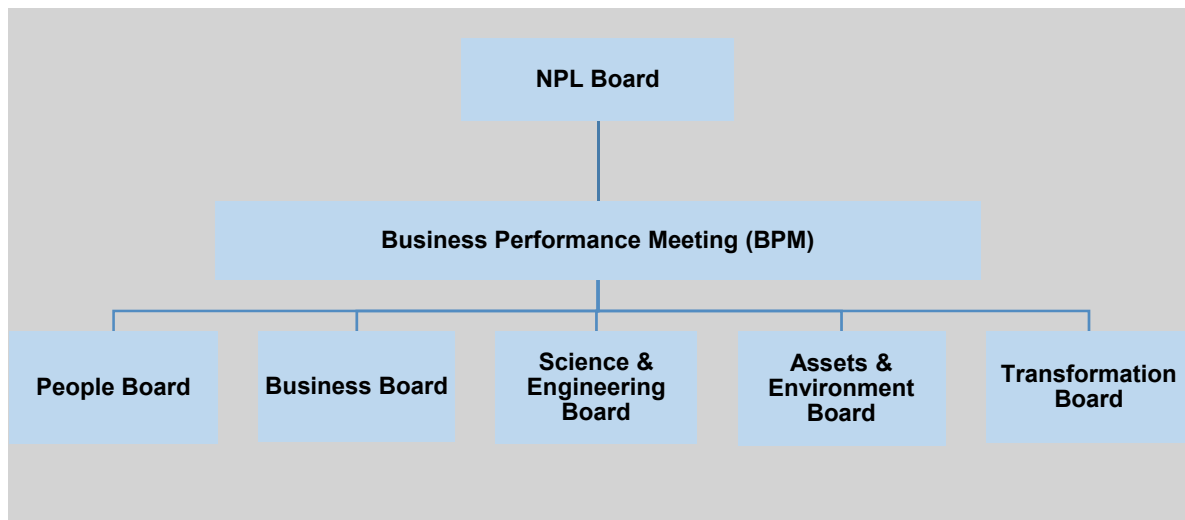 NPL Board
Business Performance Meeting (BPM)
People Board
Business Board
Science &
Engineering
Board
Assets &
Environment
Board
Transformation
Board